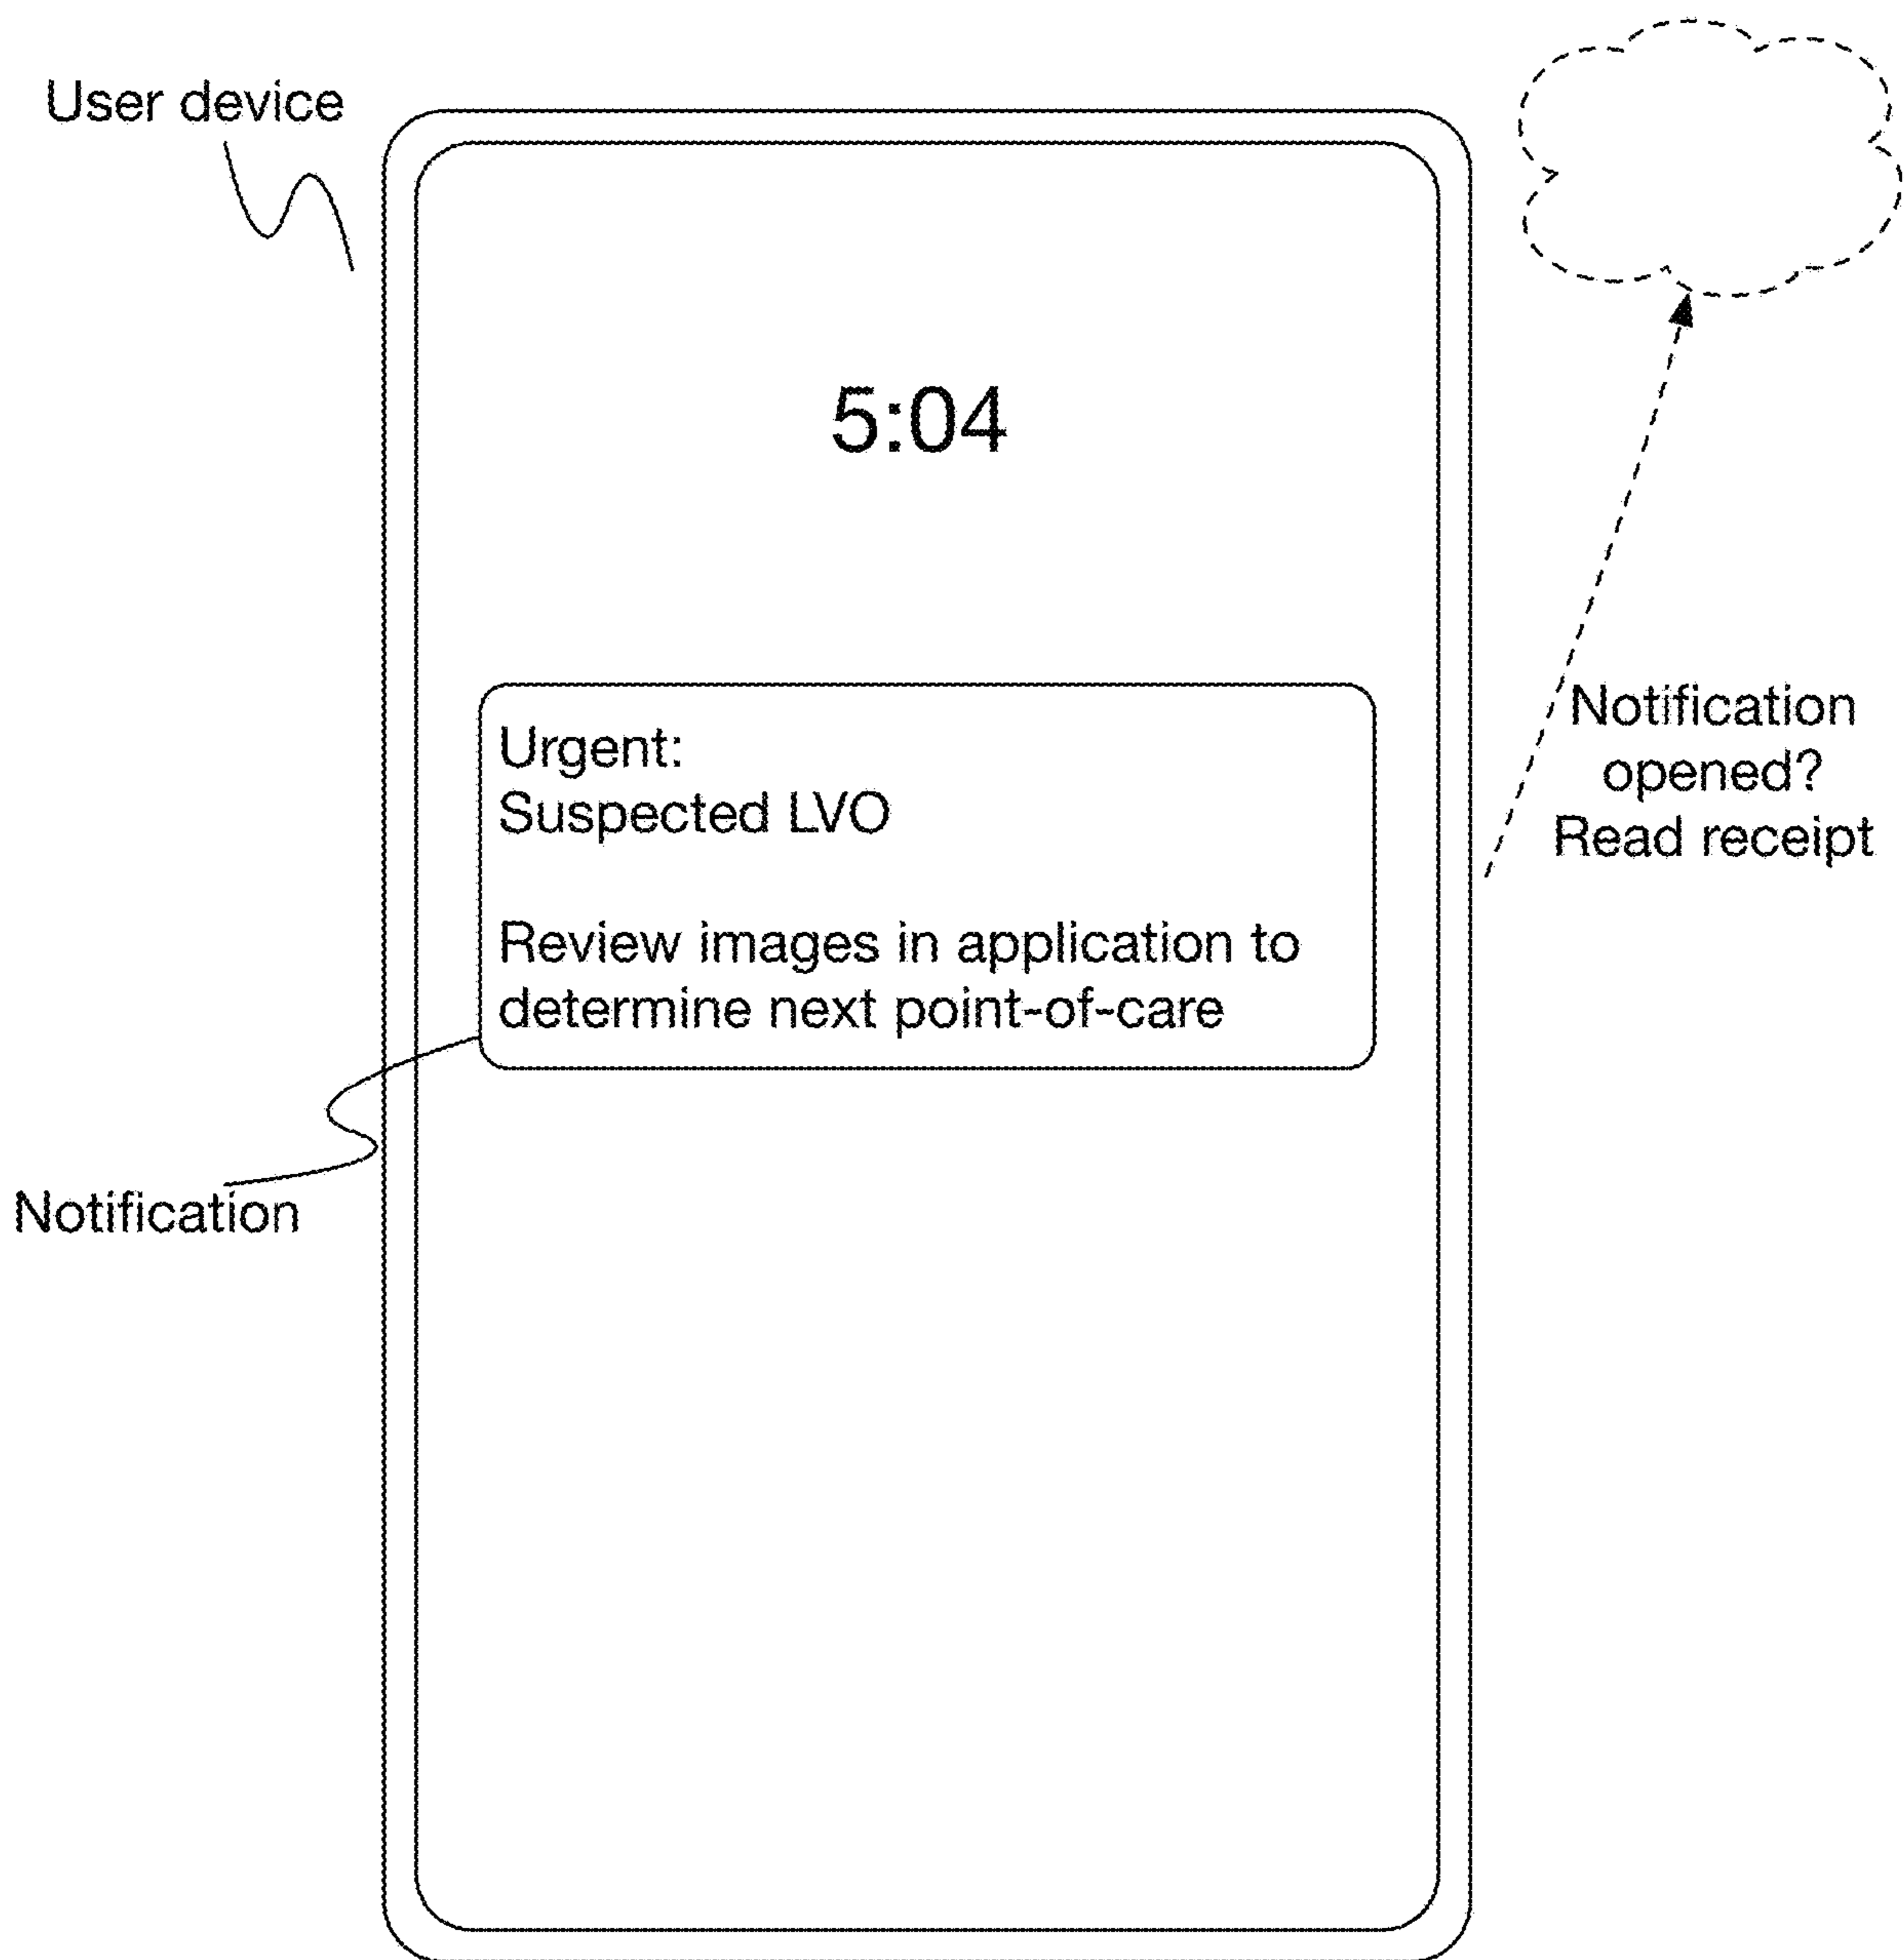 User device
5:04
Urgent:
Suspected LVO
Review images in application to
determine next point-of-care
Notification
opened?
Read receipt
Notification